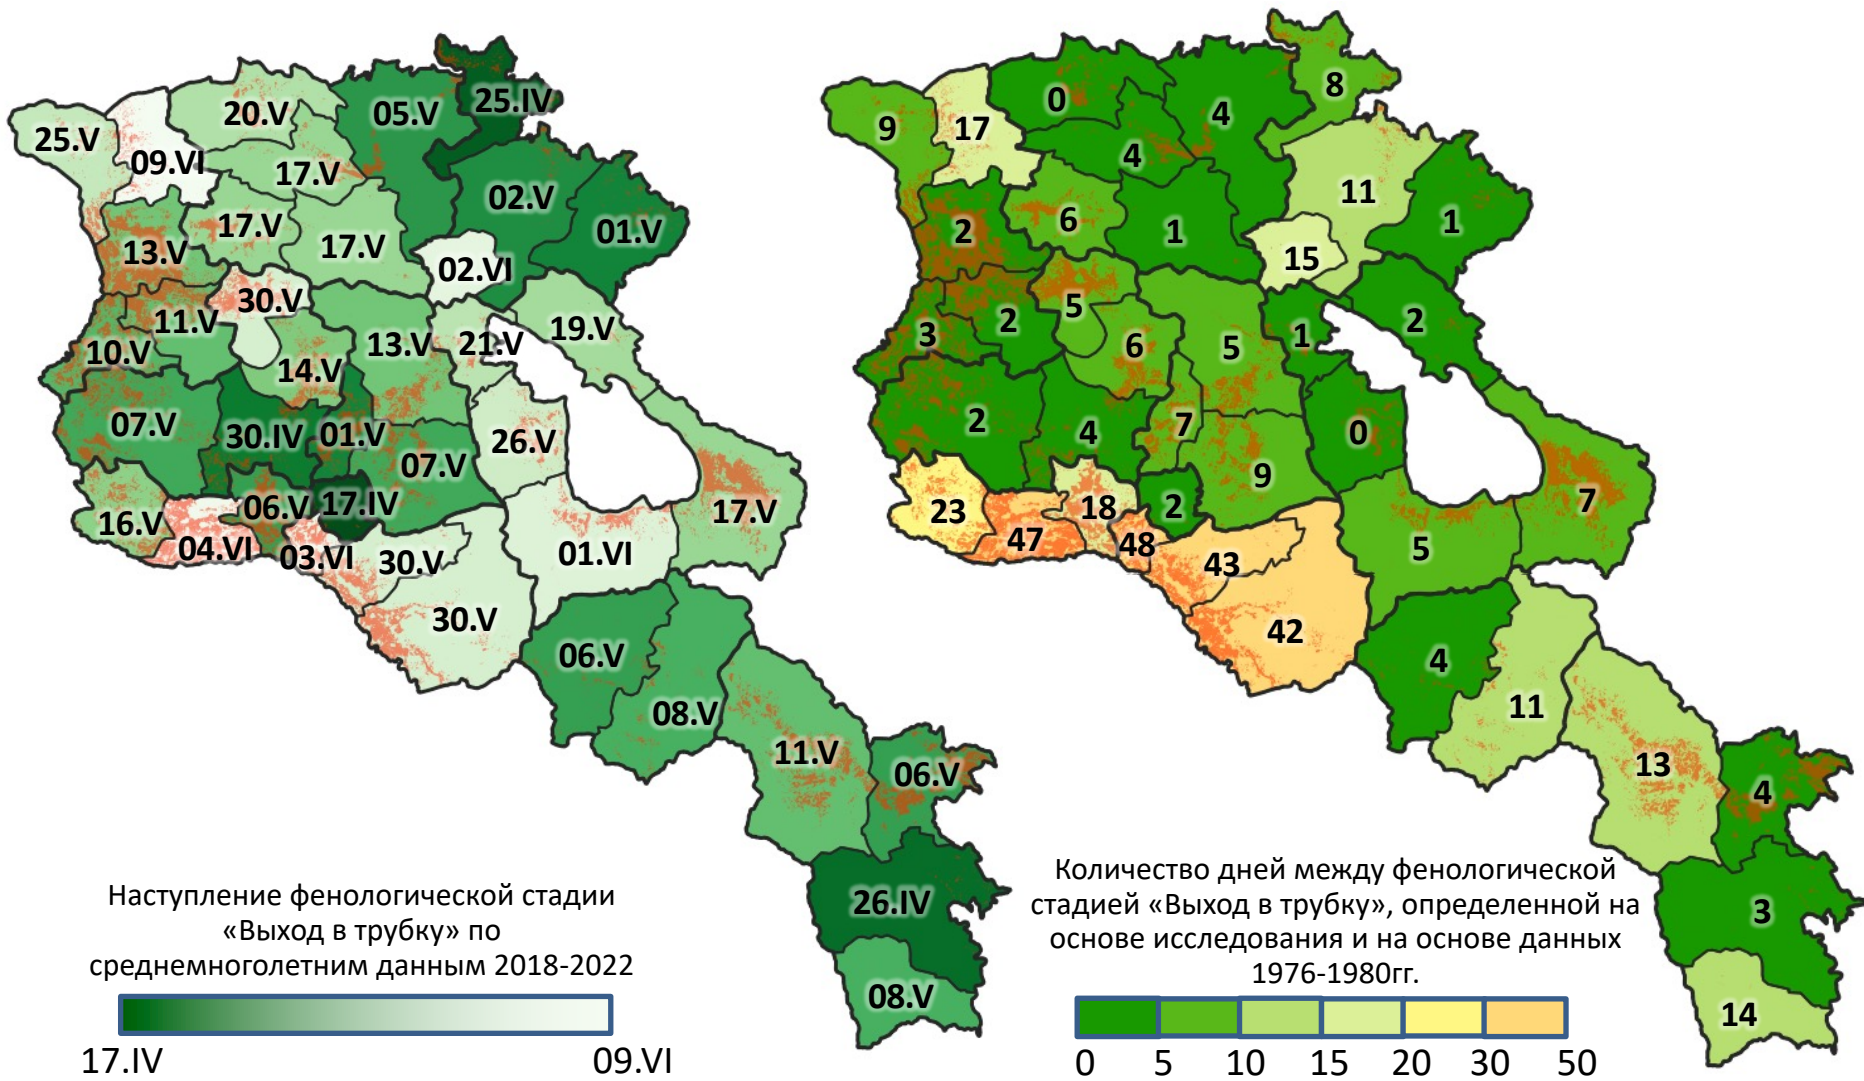 25.V
09.VI
20.V
05.V
25.IV
17.V
02.V
01.V
13.V
17.V
17.V
02.VI
30.V
11.V
10.V
14.V
13.V
21.V
19.V
07.V
30.IV
01.V
07.V
26.V
16.V
04.VI
06.V
03.VI
17.IV
30.V
30.V
01.VI
17.V
06.V
08.V
11.V
06.V
26.IV
08.V
Наступление фенологической стадии
«Выход в трубку» по
среднемноголетним данным 2018-2022
17.IV 09.VI
9
17
0
4
4
8
11
1
2
6
1
15
3
2
5
6
5
1
2
2
4
7
9
0
7
23
47
18
48
2
43
42
5
4
11
13
4
3
14
Количество дней между фенологической
стадией «Выход в трубку», определенной на
основе исследования и на основе данных
1976-1980гг.
0 5 10 15 20 30 50